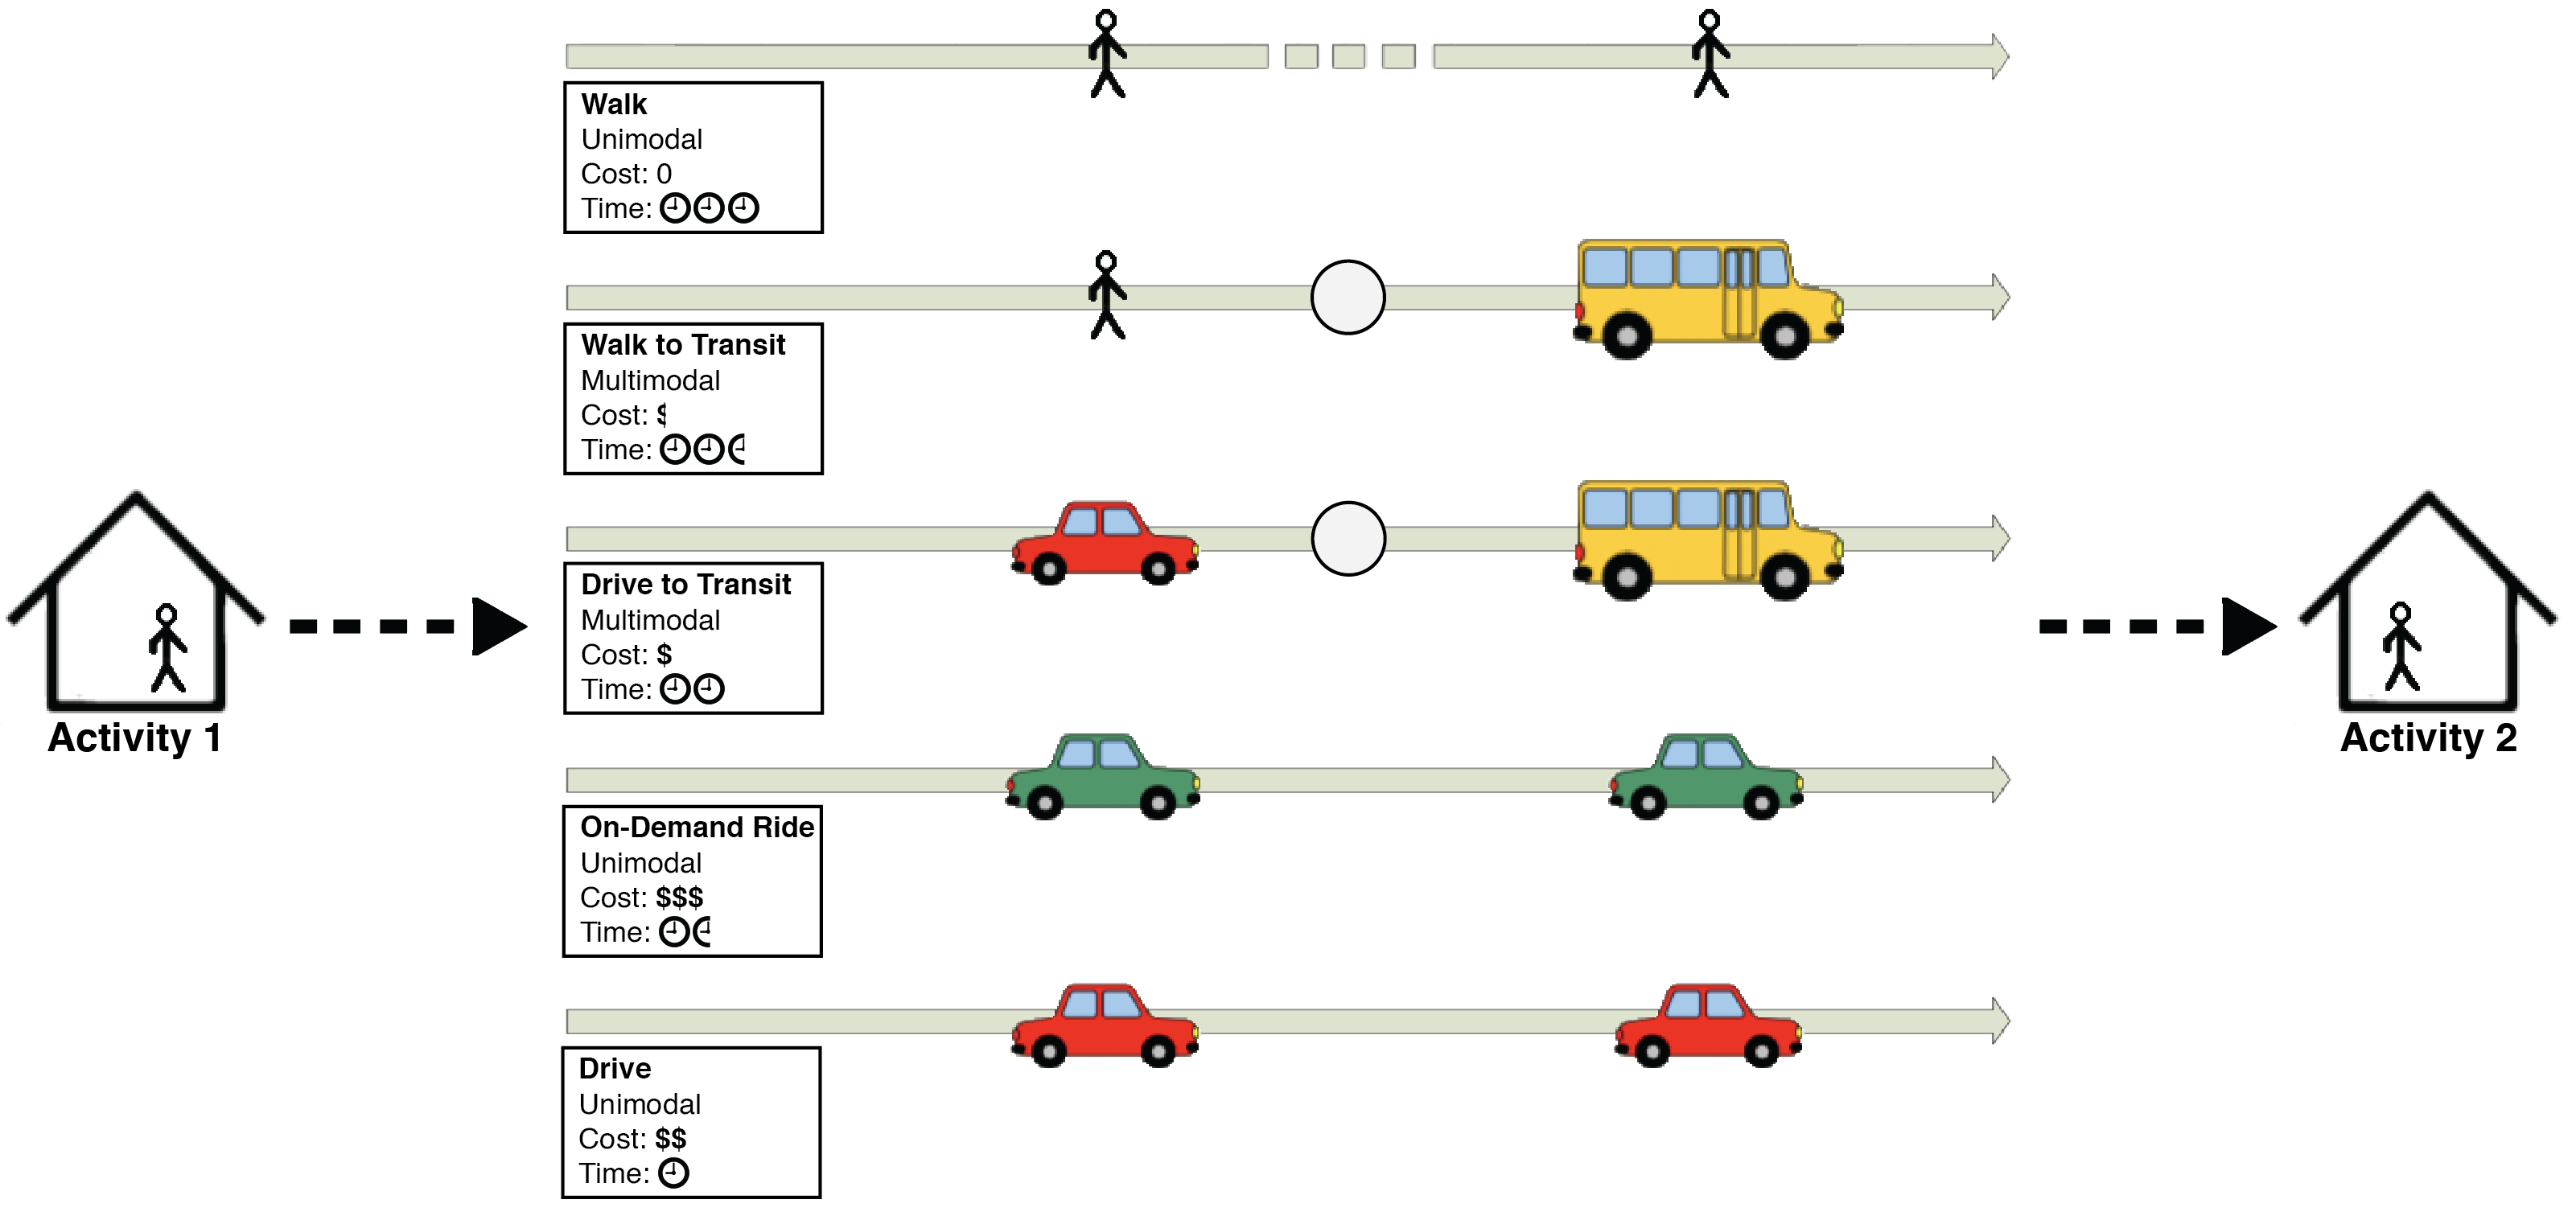 Walk
Unimodal
Cost: 0
Time:
Walk to Transit
Multimodal
Cost: $
Time:
Drive to Transit
Multimodal
Cost: $
Time:
Activity 1
Activity 2
On-Demand Ride
Unimodal
Cost: $$$
Time:
Drive
Unimodal
Cost: $$
Time: